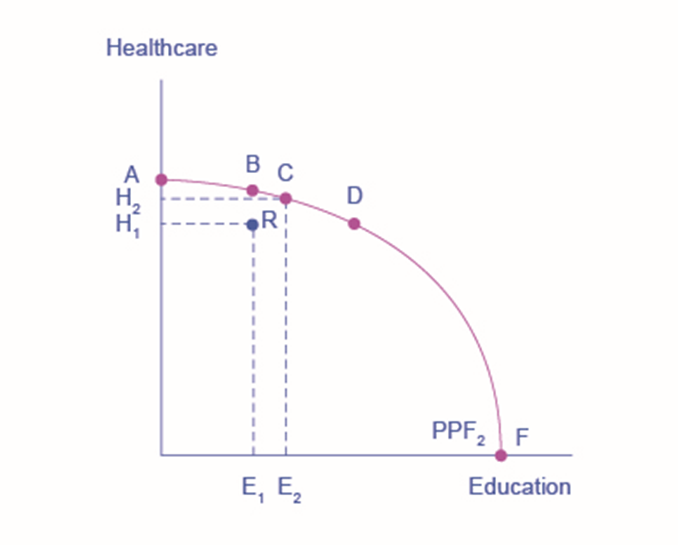 Healthcare
A
B
C
D
H₂
H₁
R
PPF₂
F
E₁ E₂
Education